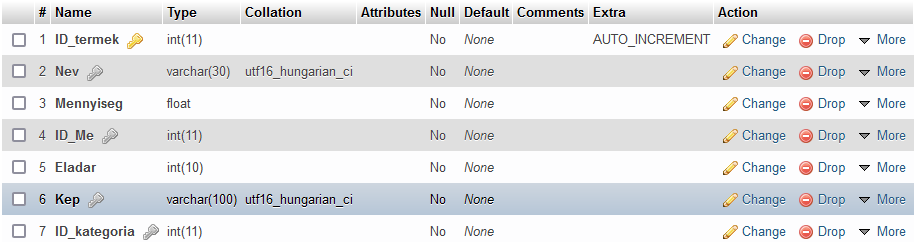 # Name Type Collation Attributes Null Default Comments Extra Action
1 ID_termek int(11) No None AUTO_INCREMENT Change Drop More
2 Nev varchar(30) utf16_hungarian_ci No None Change Drop More
3 Mennyiseg float No None Change Drop More
4 ID_Me int(11) No None Change Drop More
5 Eladar int(10) No None Change Drop More
6 Kep varchar(100) utf16_hungarian_ci No None Change Drop More
7 ID_kategoria int(11) No None Change Drop More